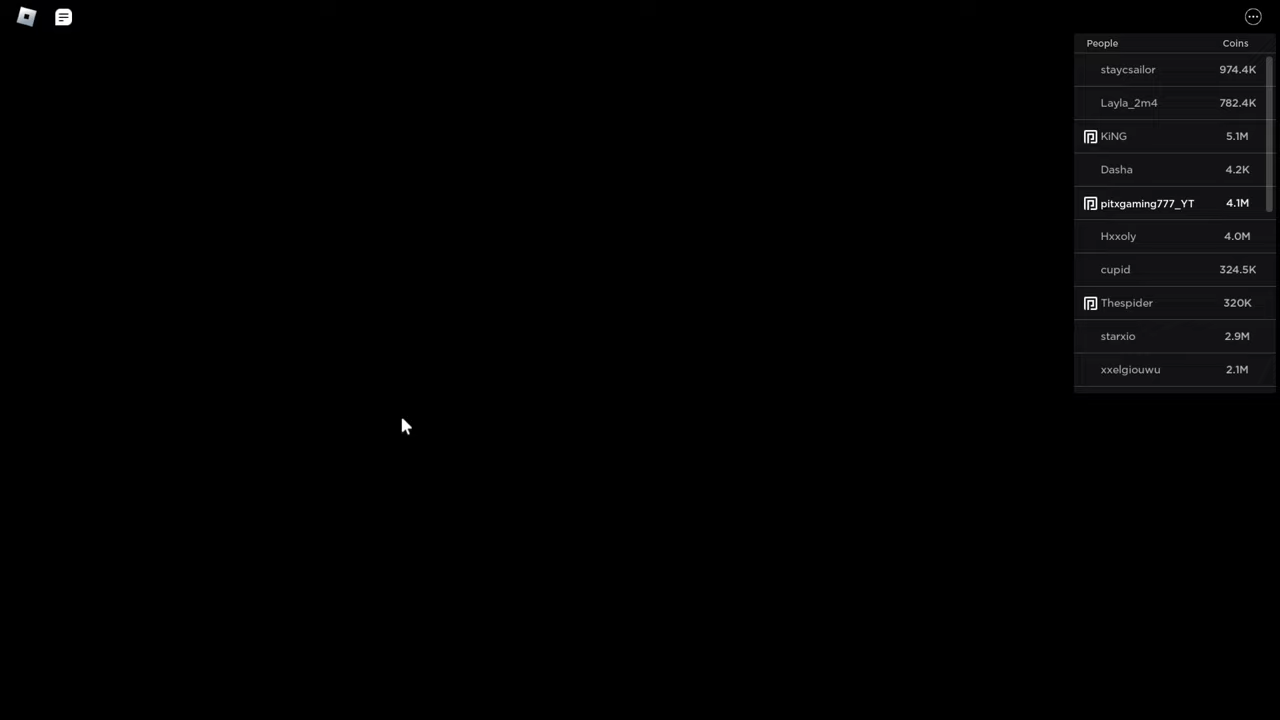 People Coins
staycsailor 974.4K
Layla_2m4 782.4K
KiNG 5.1M
Dasha 4.2K
pitxgaming777_YT 4.1M
Hxxoly 4.0M
cupid 324.5K
Thespider 320K
starxio 2.9M
xxelgiouwu 2.1M